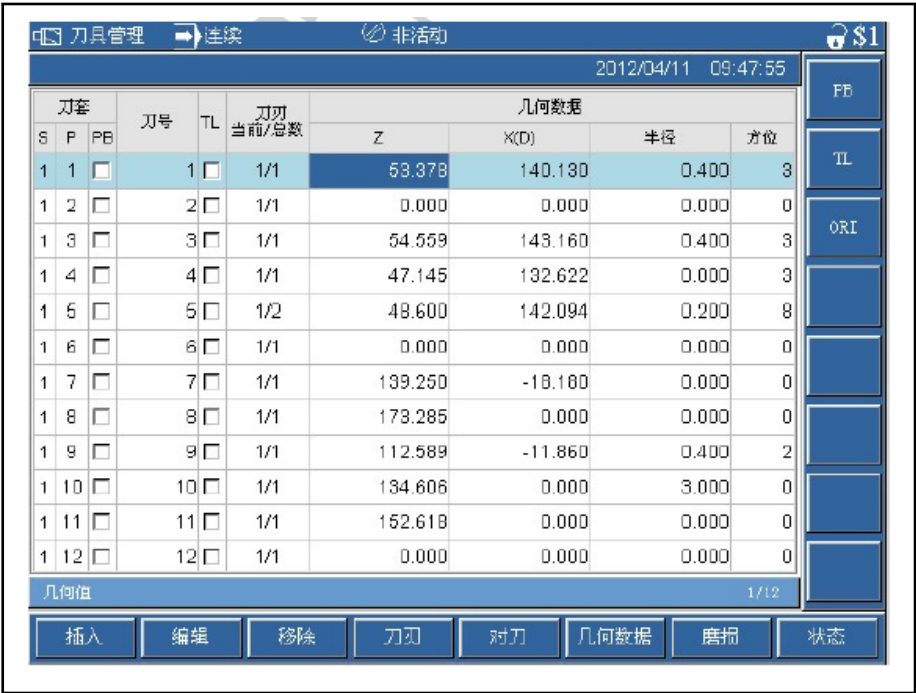 刀具管理 连续 非活动 $1
2012/04/11 09:47:55
刀套 刀号 TL 刀刃 当前/总数 几何数据
S P PB Z X(D) 半径 方位
1 1 1 1/1 53.378 140.130 0.400 3
1 2 2 1/1 0.000 0.000 0.000 0
1 3 3 1/1 54.559 143.160 0.400 3
1 4 4 1/1 47.145 132.622 0.000 3
1 5 5 1/2 48.600 142.094 0.200 8
1 6 6 1/1 0.000 0.000 0.000 0
1 7 7 1/1 139.250 -18.180 0.000 0
1 8 8 1/1 173.285 0.000 0.000 0
1 9 9 1/1 112.589 -11.860 0.400 2
1 10 10 1/1 134.606 0.000 3.000 0
1 11 11 1/1 152.618 0.000 0.000 0
1 12 12 1/1 0.000 0.000 0.000 0
几何值 1/12
PB
TL
ORI
插入 编辑 移除 刀刃 对刀 几何数据 磨损 状态